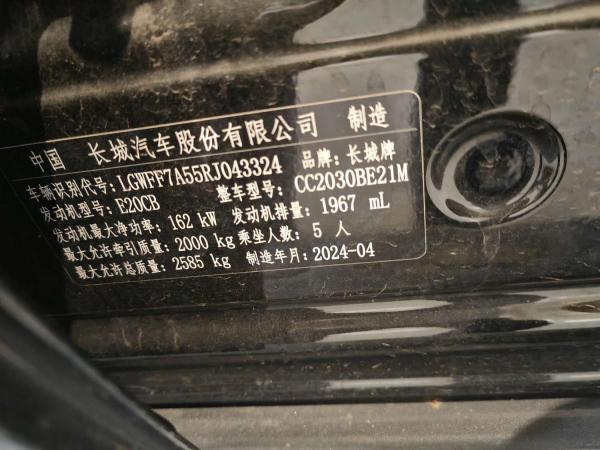 中国 长城汽车股份有限公司 制造
车辆识别代号: LGWFF7A55RJ043324 品牌: 长城牌
发动机型号: E20CB 整车型号: CC2030BE21M
发动机最大净功率: 162 kW 发动机排量: 1967 mL
最大允许牵引质量: 2000 kg 乘坐人数: 5 人
最大允许总质量: 2585 kg 制造年月: 2024-04